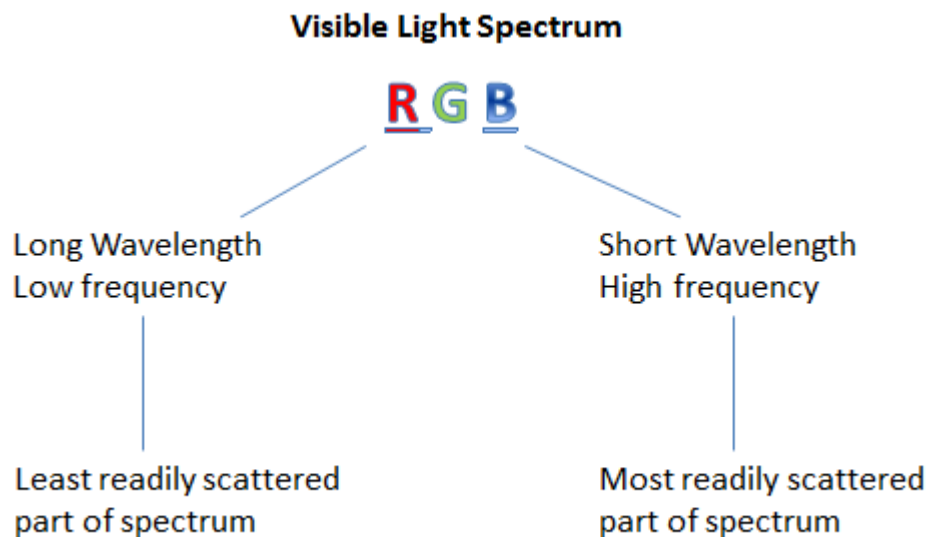 Visible Light Spectrum
R G B
Long Wavelength
Low frequency
Short Wavelength
High frequency
Least readily scattered
part of spectrum
Most readily scattered
part of spectrum